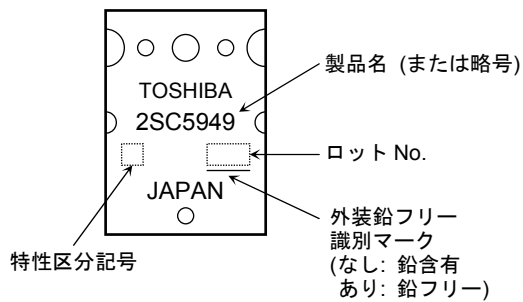 TOSHIBA
2SC5949
JAPAN
製品名 (または略号)
ロット No.
外装鉛フリー
識別マーク
(なし: 鉛含有
あり: 鉛フリー)
特性区分記号